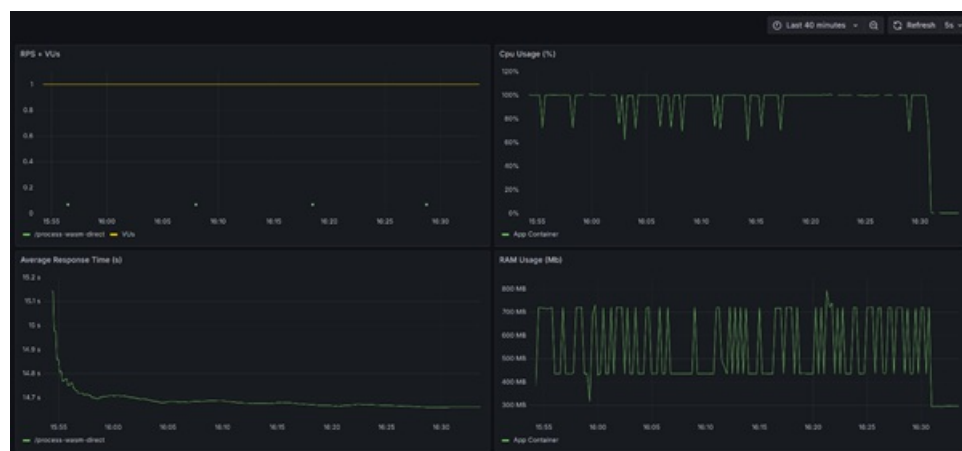 Last 40 minutes
Refresh 5s
RPS + VUs
1
0.8
0.6
0.4
0.2
0
15:55 16:00 16:05 16:10 16:15 16:20 16:25 16:30
/process-wasm-direct VUs
Cpu Usage (%)
120%
100%
80%
60%
40%
20%
0%
15:55 16:00 16:05 16:10 16:15 16:20 16:25 16:30
App Container
Average Response Time (s)
15.2 s
15.1 s
15 s
14.9 s
14.8 s
14.7 s
15:55 16:00 16:05 16:10 16:15 16:20 16:25 16:30
/process-wasm-direct
RAM Usage (Mb)
800 MB
700 MB
600 MB
500 MB
400 MB
300 MB
15:55 16:00 16:05 16:10 16:15 16:20 16:25 16:30
App Container